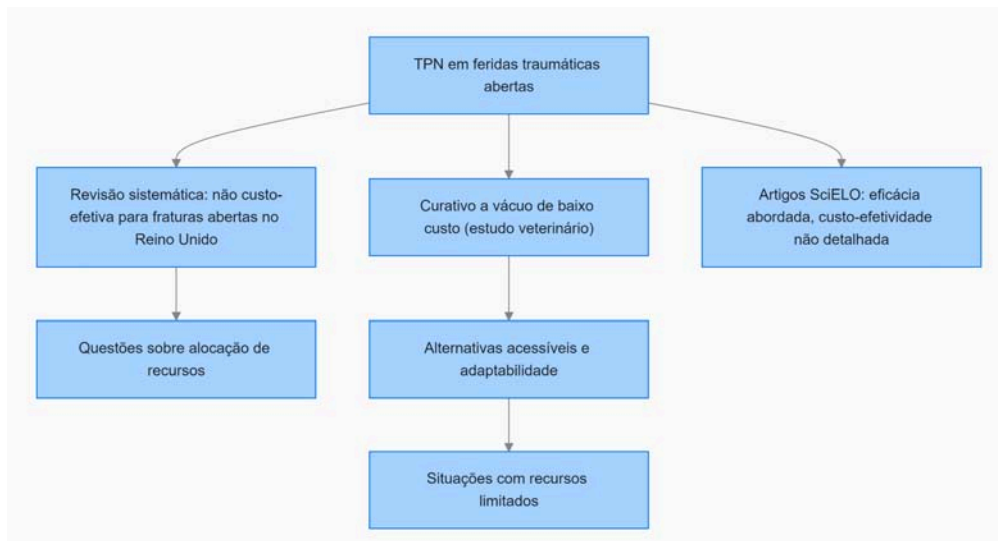 TPN em feridas traumáticas
abertas
Revisão sistemática: não custo-
efetiva para fraturas abertas no
Reino Unido
Curativo a vácuo de baixo
custo (estudo veterinário)
Artigos SciELO: eficácia
abordada, custo-efetividade
não detalhada
Questões sobre alocação de
recursos
Alternativas acessíveis e
adaptabilidade
Situações com recursos
limitados